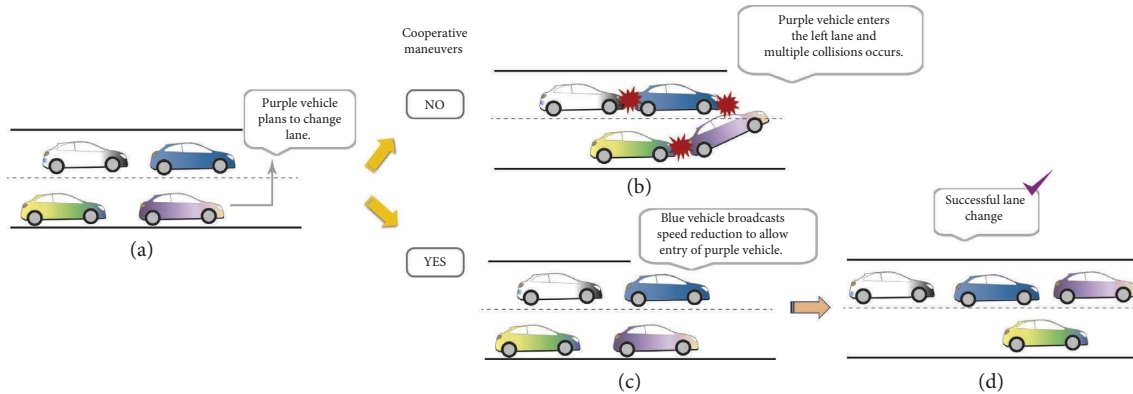 Purple vehicle
plans to change
lane.
(a)
Cooperative
maneuvers
NO
YES
Purple vehicle enters
the left lane and
multiple collisions occurs.
(b)
Blue vehicle broadcasts
speed reduction to allow
entry of purple vehicle.
(c)
Successful lane
change
(d)